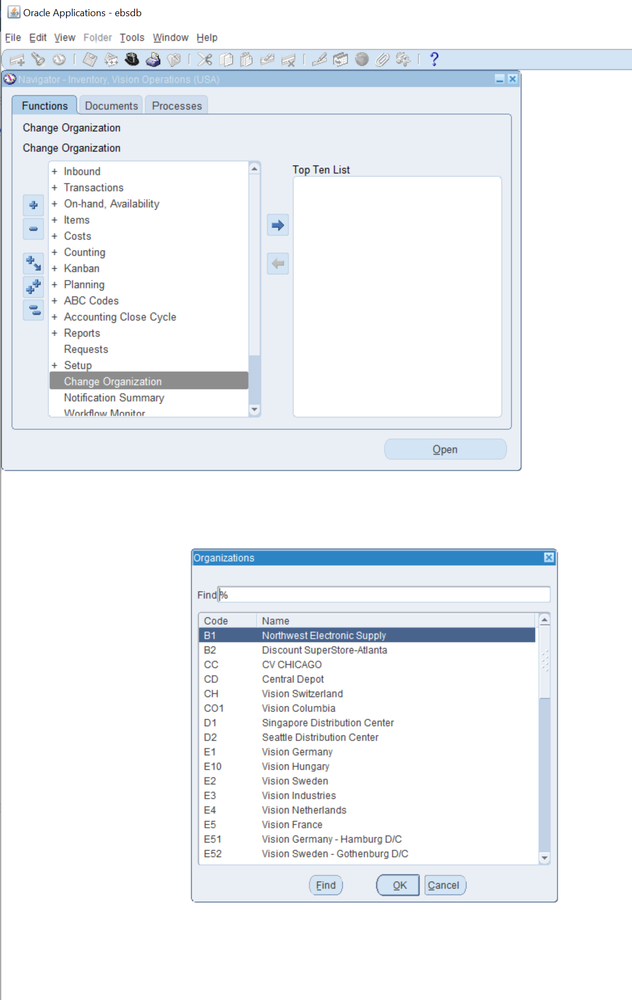 Oracle Applications - ebsdb
File Edit View Folder Tools Window Help
?
Navigator - Inventory, Vision Operations (USA)
Functions Documents Processes
Change Organization
Change Organization
Top Ten List
+ Inbound
+ Transactions
+ On-hand, Availability
+ Items
+ Costs
+ Counting
+ Kanban
+ Planning
+ ABC Codes
+ Accounting Close Cycle
+ Reports
Requests
+ Setup
Change Organization
Notification Summary
Workflow Monitor
Open
Organizations
Find %
Code Name
B1 Northwest Electronic Supply
B2 Discount SuperStore-Atlanta
CC CV CHICAGO
CD Central Depot
CH Vision Switzerland
CO1 Vision Columbia
D1 Singapore Distribution Center
D2 Seattle Distribution Center
E1 Vision Germany
E10 Vision Hungary
E2 Vision Sweden
E3 Vision Industries
E4 Vision Netherlands
E5 Vision France
E51 Vision Germany - Hamburg D/C
E52 Vision Sweden - Gothenburg D/C
Find OK Cancel